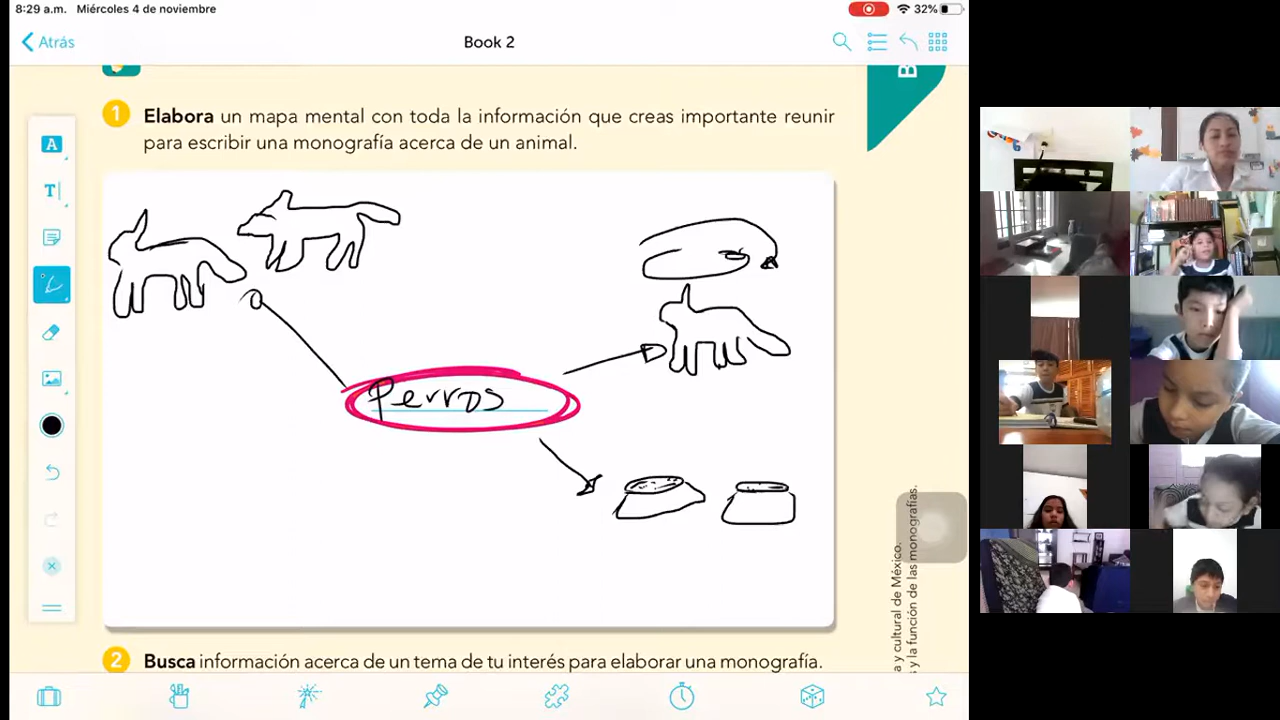 8:29 a.m. Miércoles 4 de noviembre
32%
Atrás
Book 2
B
1 Elabora un mapa mental con toda la información que creas importante reunir
para escribir una monografía acerca de un animal.
A
T
Perros
a y cultural de México.
y la función de las monografías.
2 Busca información acerca de un tema de tu interés para elaborar una monografía.